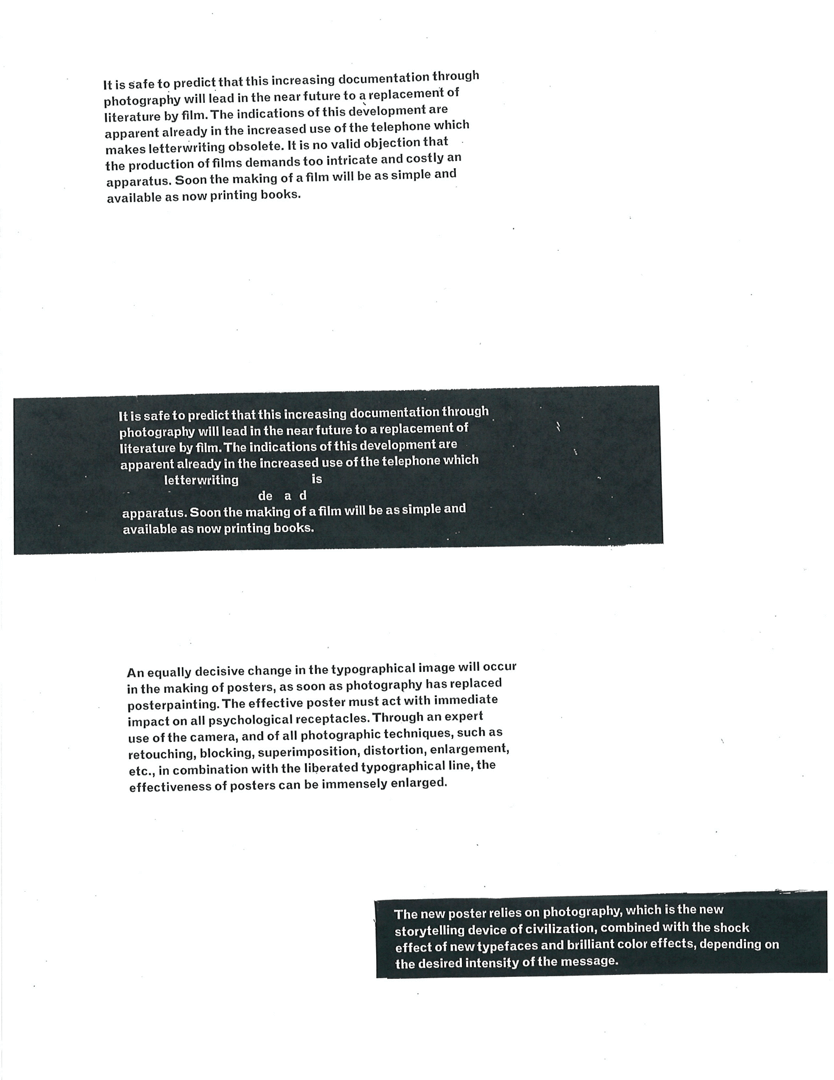 It is safe to predict that this increasing documentation through
photography will lead in the near future to a replacement of
literature by film. The indications of this development are
apparent already in the increased use of the telephone which
makes letterwriting obsolete. It is no valid objection that
the production of films demands too intricate and costly an
apparatus. Soon the making of a film will be as simple and
available as now printing books.
It is safe to predict that this increasing documentation through
photography will lead in the near future to a replacement of
literature by film. The indications of this development are
apparent already in the increased use of the telephone which
letterwriting is
de a d
apparatus. Soon the making of a film will be as simple and
available as now printing books.
An equally decisive change in the typographical image will occur
in the making of posters, as soon as photography has replaced
posterpainting. The effective poster must act with immediate
impact on all psychological receptacles. Through an expert
use of the camera, and of all photographic techniques, such as
retouching, blocking, superimposition, distortion, enlargement,
etc., in combination with the liberated typographical line, the
effectiveness of posters can be immensely enlarged.
The new poster relies on photography, which is the new
storytelling device of civilization, combined with the shock
effect of new typefaces and brilliant color effects, depending on
the desired intensity of the message.